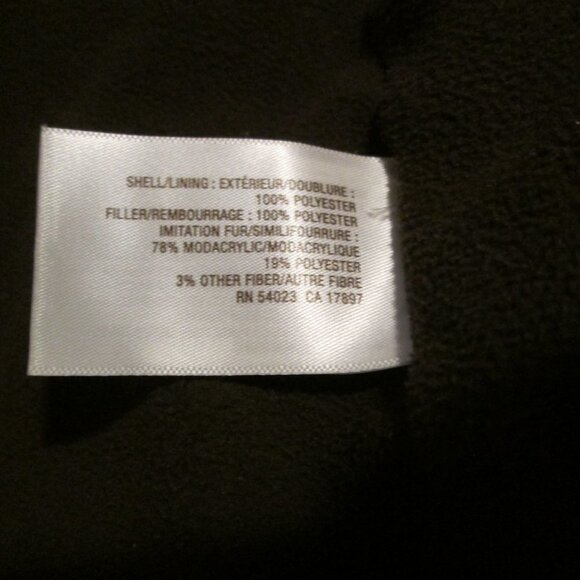 SHELL/LINING : EXTÉRIEUR/DOUBLURE :
100% POLYESTER
FILLER/REMBOURRAGE : 100% POLYESTER
IMITATION FUR/SIMILIFOURRURE :
78% MODACRYLIC/MODACRYLIQUE
19% POLYESTER
3% OTHER FIBER/AUTRE FIBRE
RN 54023 CA 17897